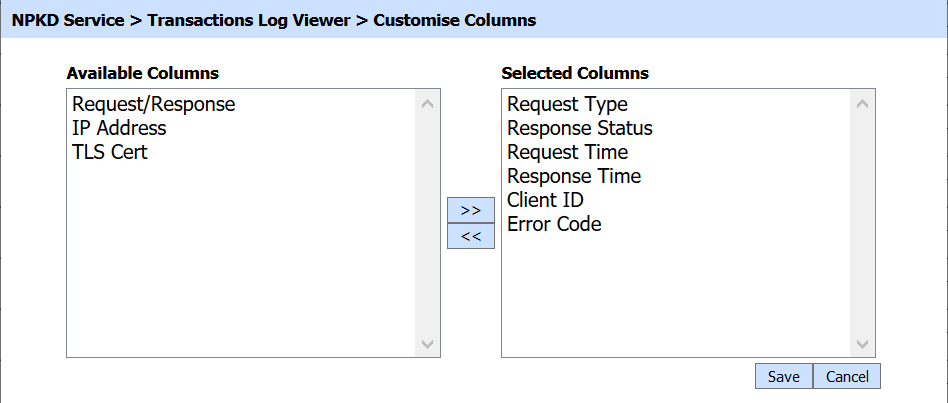 NPKD Service > Transactions Log Viewer > Customise Columns
Available Columns
Request/Response
IP Address
TLS Cert
>>
<<
Selected Columns
Request Type
Response Status
Request Time
Response Time
Client ID
Error Code
Save
Cancel